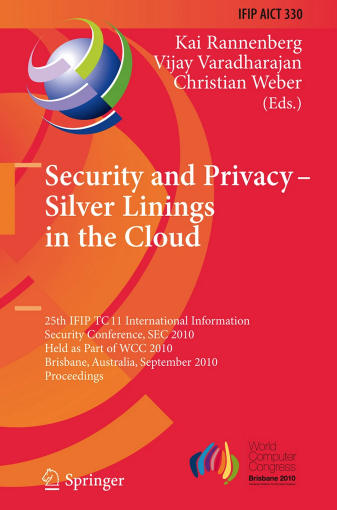 IFIP AICT 330
Kai Rannenberg
Vijay Varadharajan
Christian Weber
(Eds.)
Security and Privacy –
Silver Linings
in the Cloud
25th IFIP TC 11 International Information
Security Conference, SEC 2010
Held as Part of WCC 2010
Brisbane, Australia, September 2010
Proceedings
World
Computer
Congress
Brisbane 2010
Springer